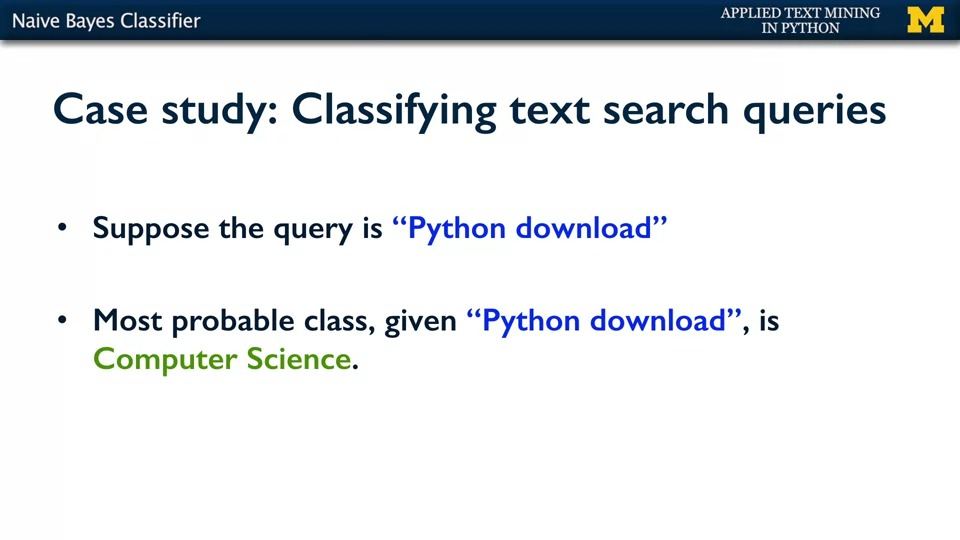 Naive Bayes Classifier
APPLIED TEXT MINING
IN PYTHON
M
Case study: Classifying text search queries
• Suppose the query is “Python download”
• Most probable class, given “Python download”, is
Computer Science.